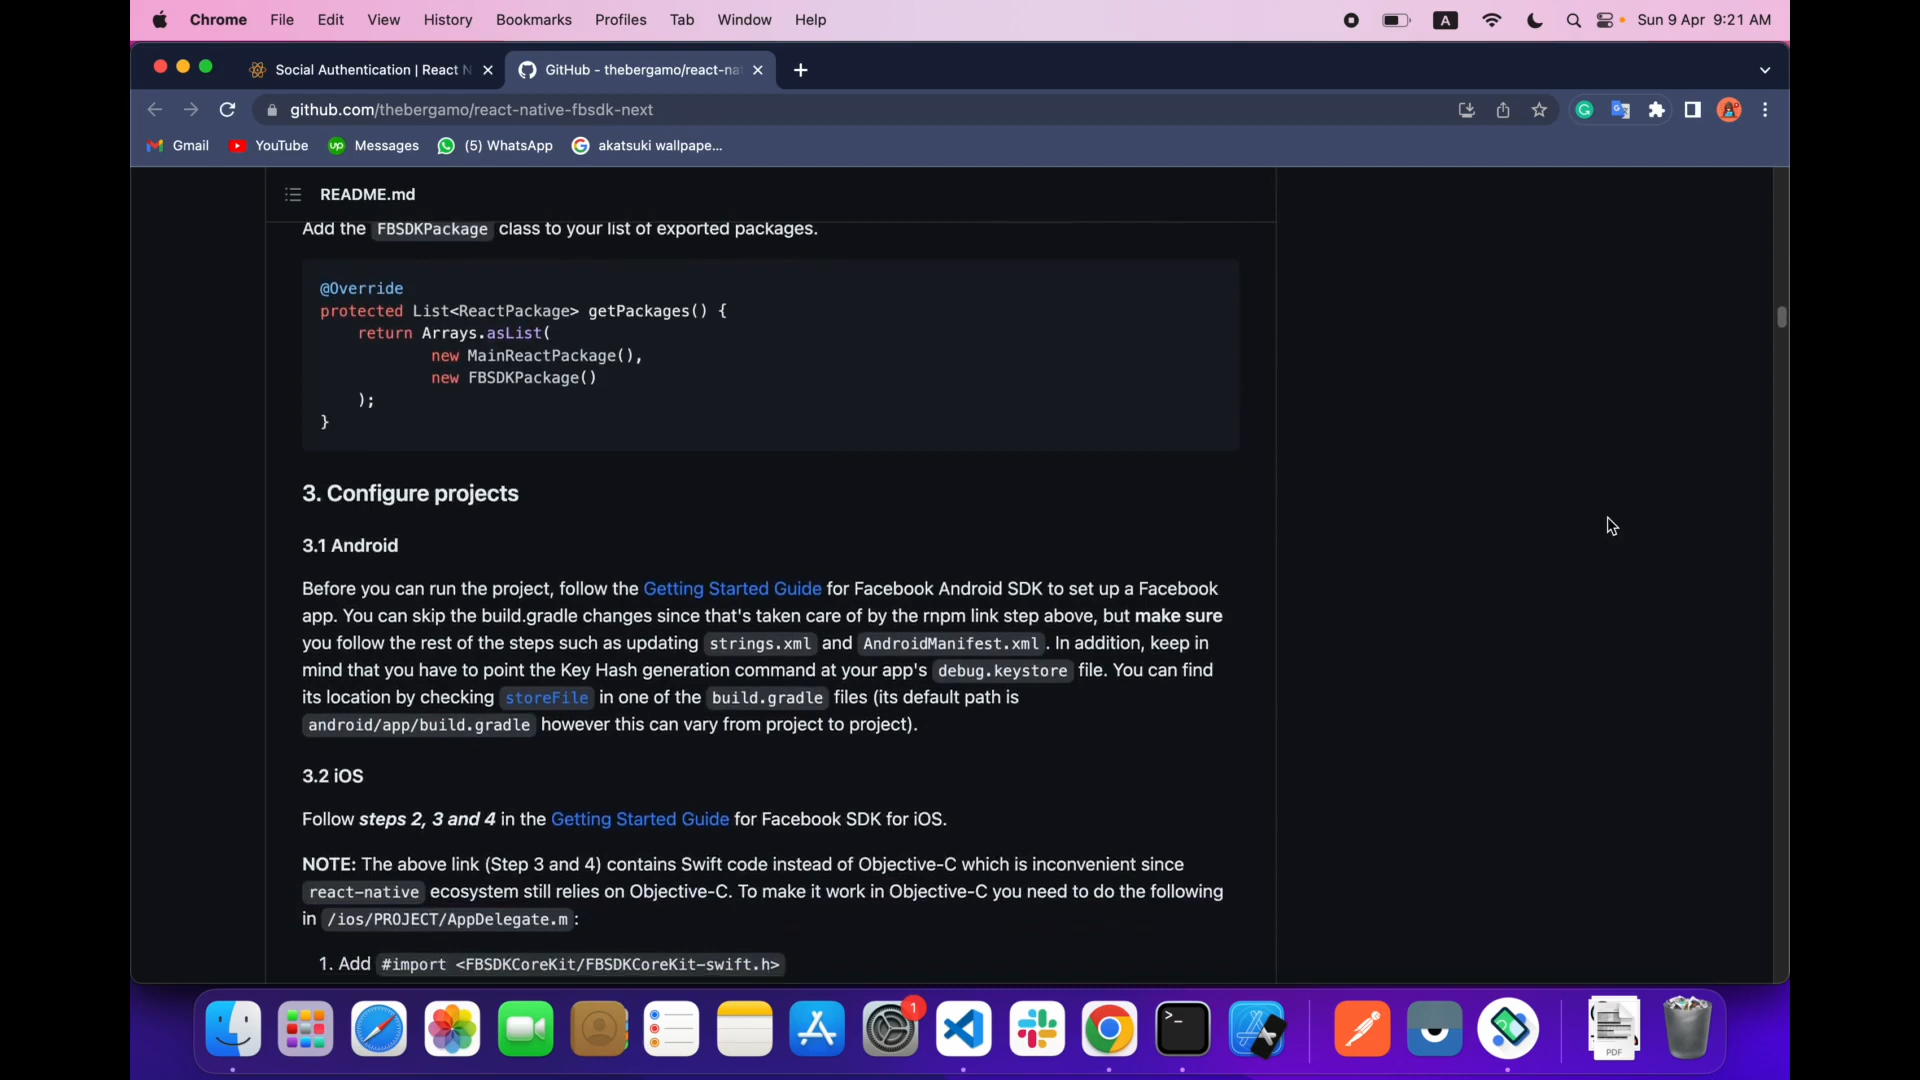 Chrome File Edit View History Bookmarks Profiles Tab Window Help A Sun 9 Apr 9:21 AM
Social Authentication | React N
GitHub - thebergamo/react-nat
github.com/thebergamo/react-native-fbsdk-next
Gmail YouTube up Messages (5) WhatsApp akatsuki wallpape...
README.md
Add the FBSDKPackage class to your list of exported packages.
@Override
protected List<ReactPackage> getPackages() {
return Arrays.asList(
new MainReactPackage(),
new FBSDKPackage()
);
}
3. Configure projects
3.1 Android
Before you can run the project, follow the Getting Started Guide for Facebook Android SDK to set up a Facebook
app. You can skip the build.gradle changes since that's taken care of by the rnpm link step above, but make sure
you follow the rest of the steps such as updating strings.xml and AndroidManifest.xml. In addition, keep in
mind that you have to point the Key Hash generation command at your app's debug.keystore file. You can find
its location by checking storeFile in one of the build.gradle files (its default path is
android/app/build.gradle however this can vary from project to project).
3.2 iOS
Follow steps 2, 3 and 4 in the Getting Started Guide for Facebook SDK for iOS.
NOTE: The above link (Step 3 and 4) contains Swift code instead of Objective-C which is inconvenient since
react-native ecosystem still relies on Objective-C. To make it work in Objective-C you need to do the following
in /ios/PROJECT/AppDelegate.m:
1. Add #import <FBSDKCoreKit/FBSDKCoreKit-swift.h>
1
>_
PDF